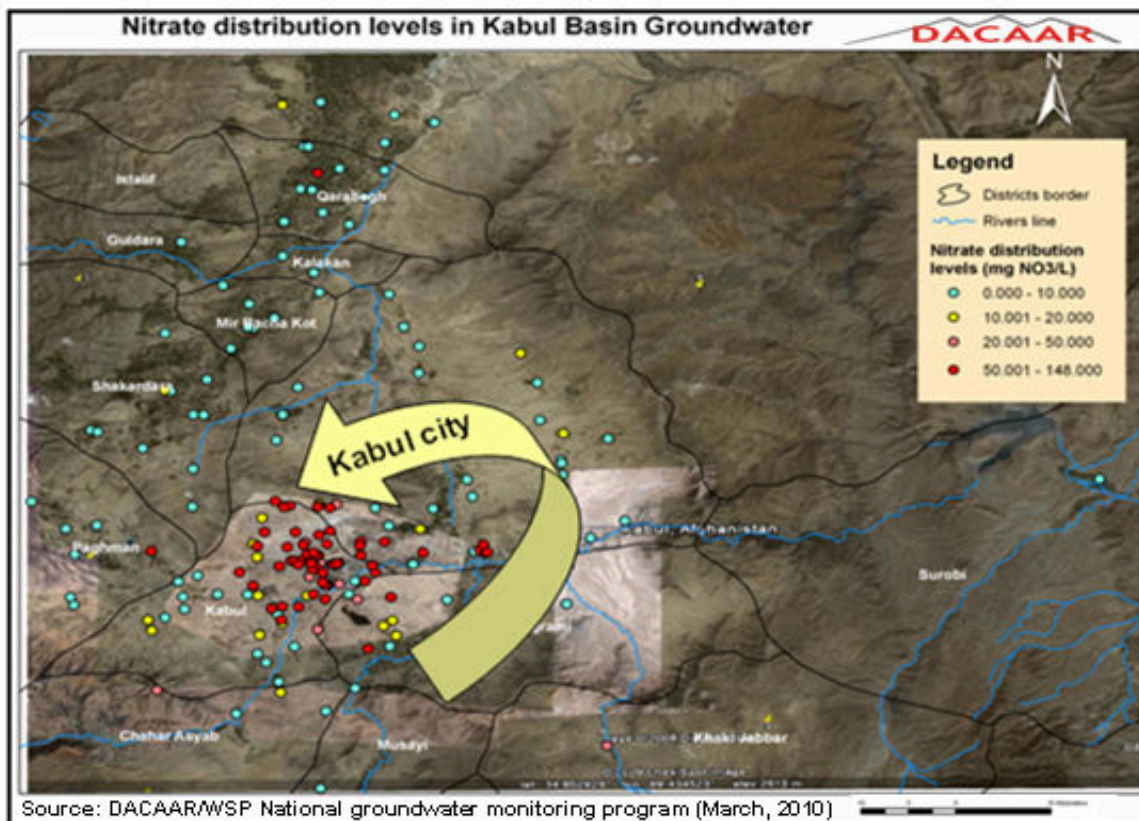 Nitrate distribution levels in Kabul Basin Groundwater
DACAAR
N
Legend
Districts border
Rivers line
Nitrate distribution
levels (mg NO3/L)
0.000 - 10.000
10.001 - 20.000
20.001 - 50.000
50.001 - 148.000
Istalif
Qarabagh
Guldara
Kalakan
Mir Bacha Kot
Shakardara
Kabul city
Kabul, Afghanistan
Paghman
Surobi
Kabul
Chahar Asyab
Musayi
Khaki Jabbar
Source: DACAAR/WSP National groundwater monitoring program (March, 2010)